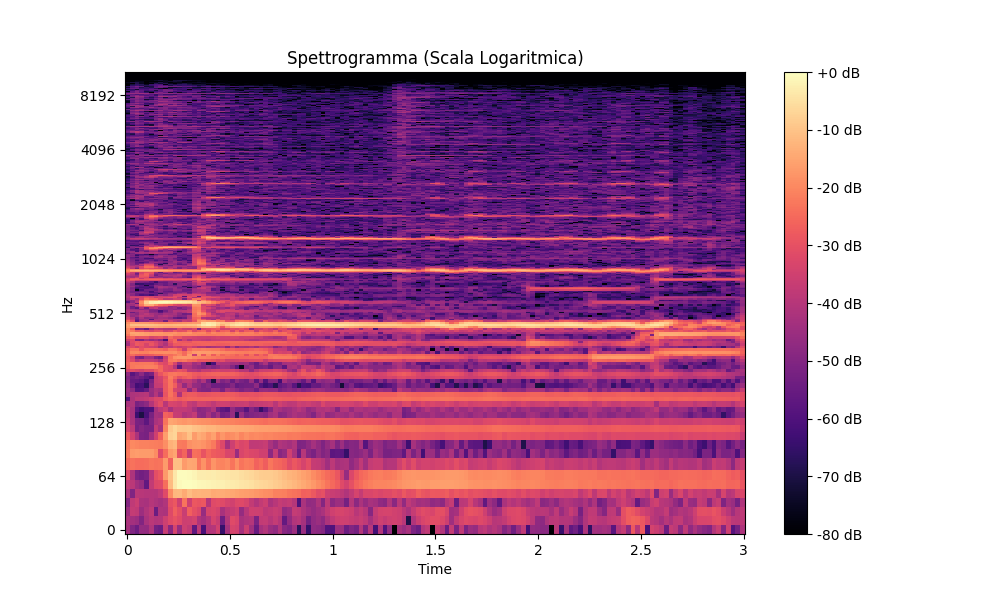 Spettrogramma (Scala Logaritmica)
8192
4096
2048
1024
512
256
128
64
0
Hz
0
0.5
1
1.5
2
2.5
3
Time
+0 dB
-10 dB
-20 dB
-30 dB
-40 dB
-50 dB
-60 dB
-70 dB
-80 dB